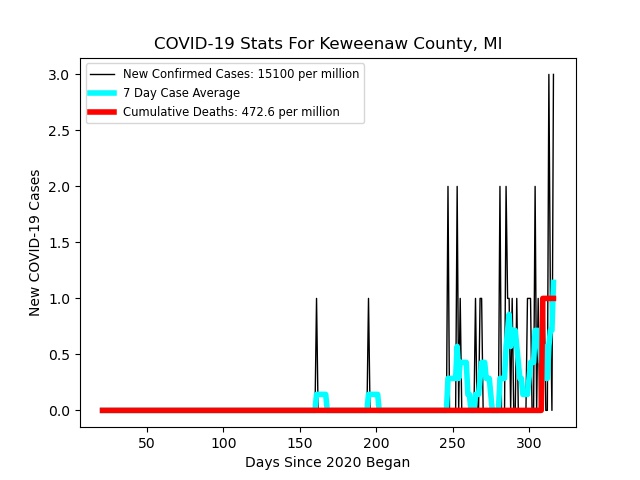 COVID-19 Stats For Keweenaw County, MI
New Confirmed Cases: 15100 per million
7 Day Case Average
Cumulative Deaths: 472.6 per million
New COVID-19 Cases
3.0
2.5
2.0
1.5
1.0
0.5
0.0
50 100 150 200 250 300
Days Since 2020 Began